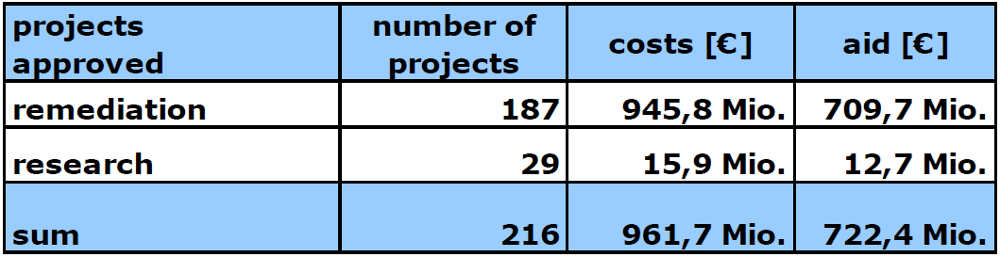 projects approved number of projects costs [€] aid [€]
remediation 187 945,8 Mio. 709,7 Mio.
research 29 15,9 Mio. 12,7 Mio.
sum 216 961,7 Mio. 722,4 Mio.